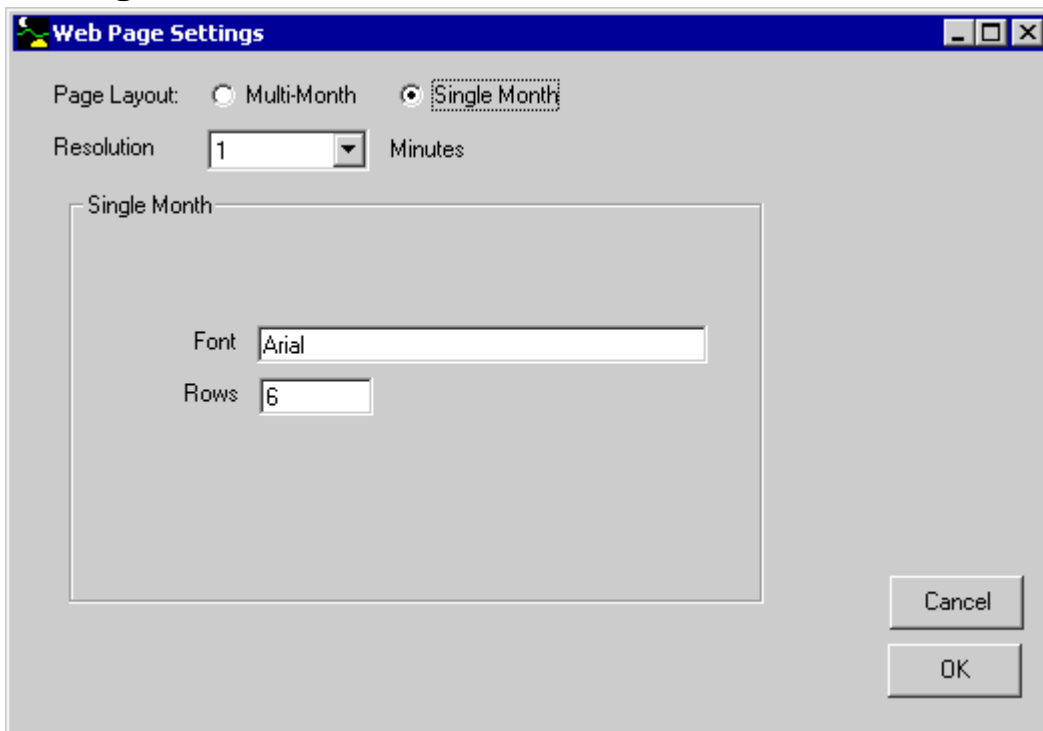 Web Page Settings
Page Layout: Multi-Month Single Month
Resolution 1 Minutes
Single Month
Font Arial
Rows 6
Cancel
OK